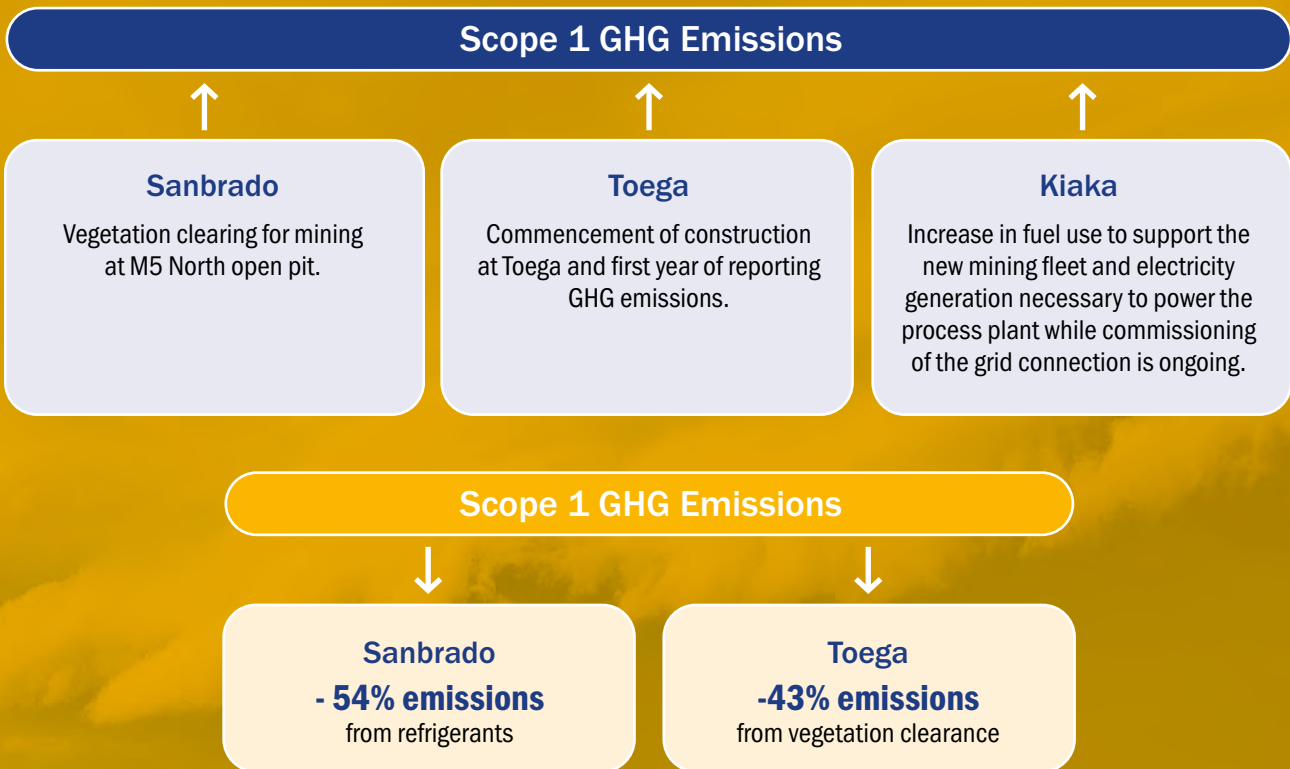 Scope 1 GHG Emissions
Sanbrado
Vegetation clearing for mining
at M5 North open pit.
Toega
Commencement of construction
at Toega and first year of reporting
GHG emissions.
Kiaka
Increase in fuel use to support the
new mining fleet and electricity
generation necessary to power the
process plant while commissioning
of the grid connection is ongoing.
Scope 1 GHG Emissions
Sanbrado
- 54% emissions
from refrigerants
Toega
-43% emissions
from vegetation clearance